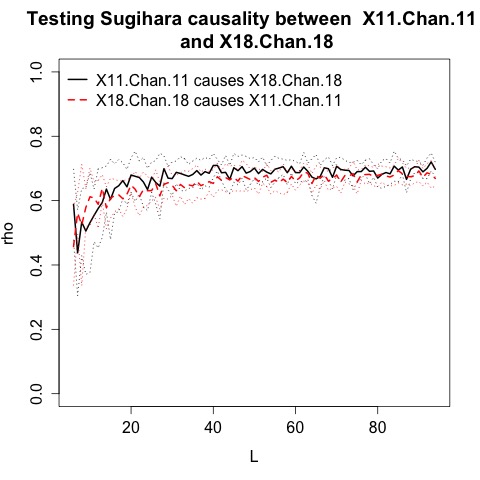 Testing Sugihara causality between X11.Chan.11
and X18.Chan.18
X11.Chan.11 causes X18.Chan.18
X18.Chan.18 causes X11.Chan.11
rho
1.0
0.8
0.6
0.4
0.2
0.0
20 40 60 80
L